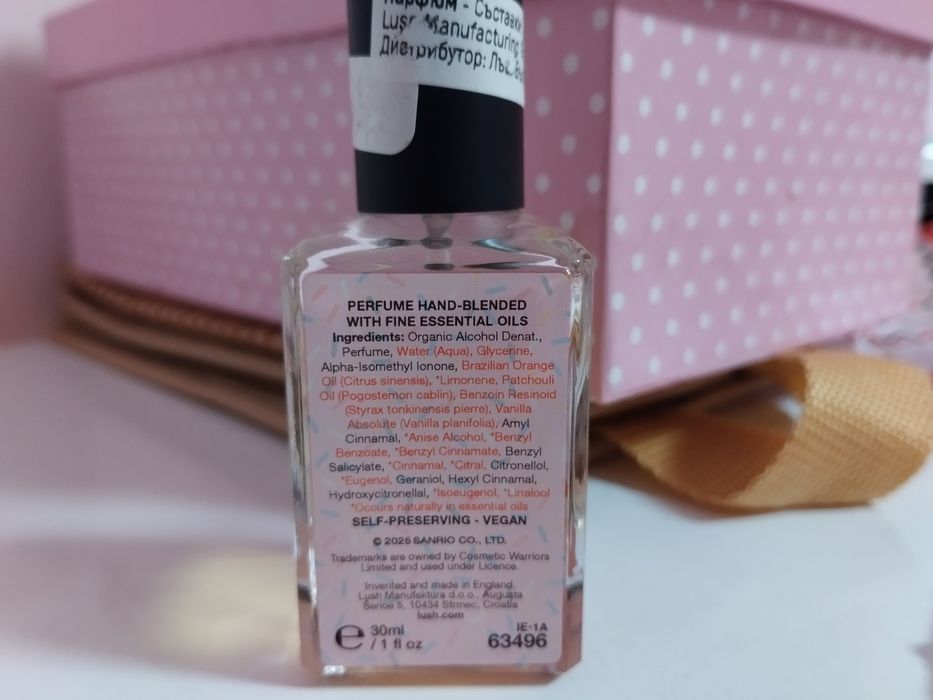 парфюм - Съставки
Lush Manufacturing
Дистрибутор:
PERFUME HAND-BLENDED
WITH FINE ESSENTIAL OILS
Ingredients: Organic Alcohol Denat.,
Perfume, Water (Aqua), Glycerine,
Alpha-Isomethyl Ionone, Brazilian Orange
Oil (Citrus sinensis), *Limonene, Patchouli
Oil (Pogostemon cablin), Benzoin Resinoid
(Styrax tonkinensis pierre), Vanilla
Absolute (Vanilla planifolia), Amyl
Cinnamal, *Anise Alcohol, *Benzyl
Benzoate, *Benzyl Cinnamate, Benzyl
Salicylate, *Cinnamal, *Citral, Citronellol,
*Eugenol, Geraniol, Hexyl Cinnamal,
Hydroxycitronellal, *Isoeugenol, *Linalool
*Occurs naturally in essential oils
SELF-PRESERVING - VEGAN
© 2025 SANRIO CO., LTD.
Trademarks are owned by Cosmetic Warriors
Limited and used under Licence.
Invented and made in England.
Lush Manufaktura d.o.o., Augusta
Šenoe 5, 10434 Strmec, Croatia
lush.com
e 30ml
/ 1 fl oz
IE-1A
63496